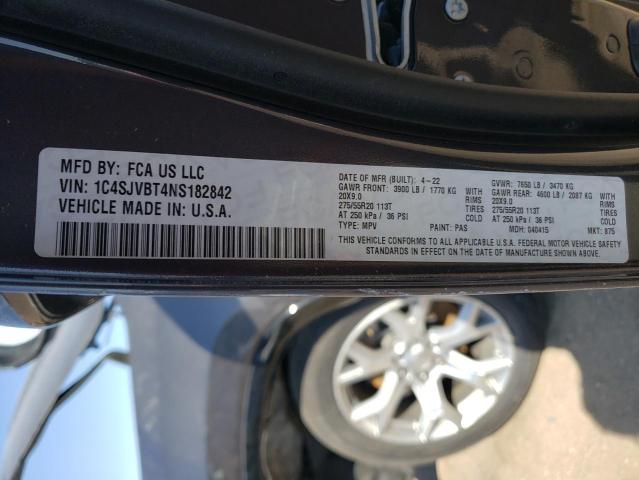 MFD BY: FCA US LLC
VIN: 1C4SJVBT4NS182842
VEHICLE MADE IN: U.S.A.
DATE OF MFR (BUILT): 4-22 GVWR: 7650 LB / 3470 KG
GAWR FRONT: 3900 LB / 1770 KG GAWR REAR: 4600 LB / 2087 KG
20X9.0 RIMS 20X9.0 RIMS
275/55R20 113T TIRES 275/55R20 113T TIRES
AT 250 kPa / 36 PSI COLD AT 250 kPa / 36 PSI COLD
TYPE: MPV PAINT: PAS MDH: 040415 MKT: 875
THIS VEHICLE CONFORMS TO ALL APPLICABLE U.S.A. FEDERAL MOTOR VEHICLE SAFETY
STANDARDS IN EFFECT ON THE DATE OF MANUFACTURE SHOWN ABOVE.